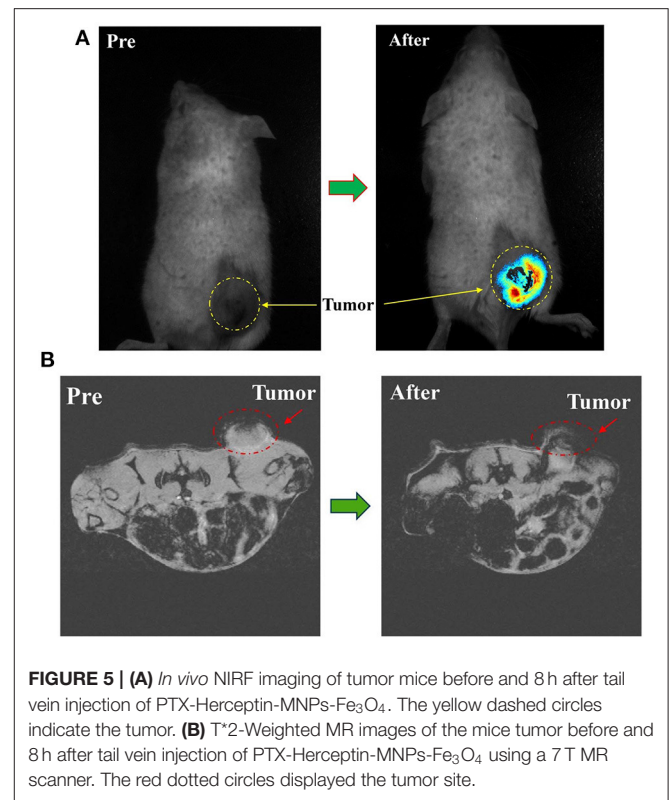 A
Pre
After
Tumor
B
Pre
Tumor
After
Tumor
FIGURE 5 | (A) In vivo NIRF imaging of tumor mice before and 8 h after tail
vein injection of PTX-Herceptin-MNPs-Fe₃O₄. The yellow dashed circles
indicate the tumor. (B) T*2-Weighted MR images of the mice tumor before and
8 h after tail vein injection of PTX-Herceptin-MNPs-Fe₃O₄ using a 7 T MR
scanner. The red dotted circles displayed the tumor site.